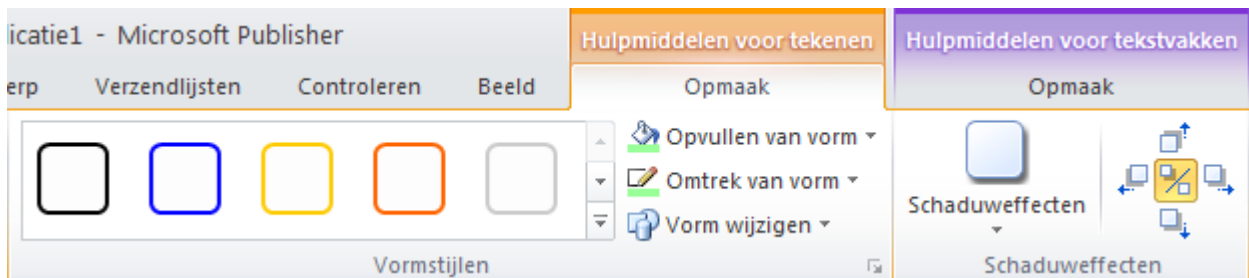 icatie1 - Microsoft Publisher
Hulpmiddelen voor tekenen
Hulpmiddelen voor tekstvakken
erp Verzendlijsten Controleren Beeld Opmaak Opmaak
Opvullen van vorm
Omtrek van vorm
Vorm wijzigen
Schaduweffecten
Vormstijlen
Schaduweffecten